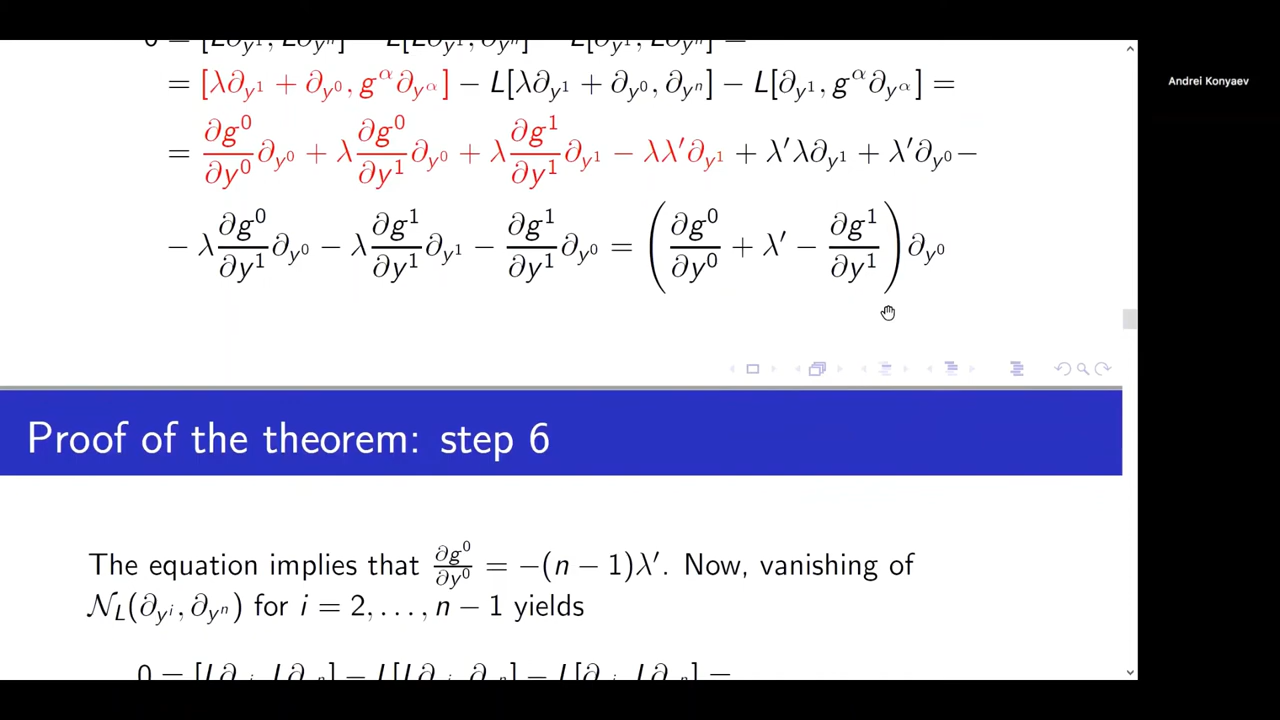 Andrei Konyaev
= [λ∂_{y^1} + ∂_{y^0}, g^α∂_{y^α}] − L[λ∂_{y^1} + ∂_{y^0}, ∂_{y^n}] − L[∂_{y^1}, g^α∂_{y^α}] =
= ∂g^0/∂y^0 ∂_{y^0} + λ ∂g^0/∂y^1 ∂_{y^0} + λ ∂g^1/∂y^1 ∂_{y^1} − λλ′∂_{y^1} + λ′λ∂_{y^1} + λ′∂_{y^0}−
− λ ∂g^0/∂y^1 ∂_{y^0} − λ ∂g^1/∂y^1 ∂_{y^1} − ∂g^1/∂y^1 ∂_{y^0} = (∂g^0/∂y^0 + λ′ − ∂g^1/∂y^1) ∂_{y^0}
Proof of the theorem: step 6
The equation implies that ∂g^0/∂y^0 = −(n − 1)λ′. Now, vanishing of
𝒩_L(∂_{y^i}, ∂_{y^n}) for i = 2, . . . , n − 1 yields